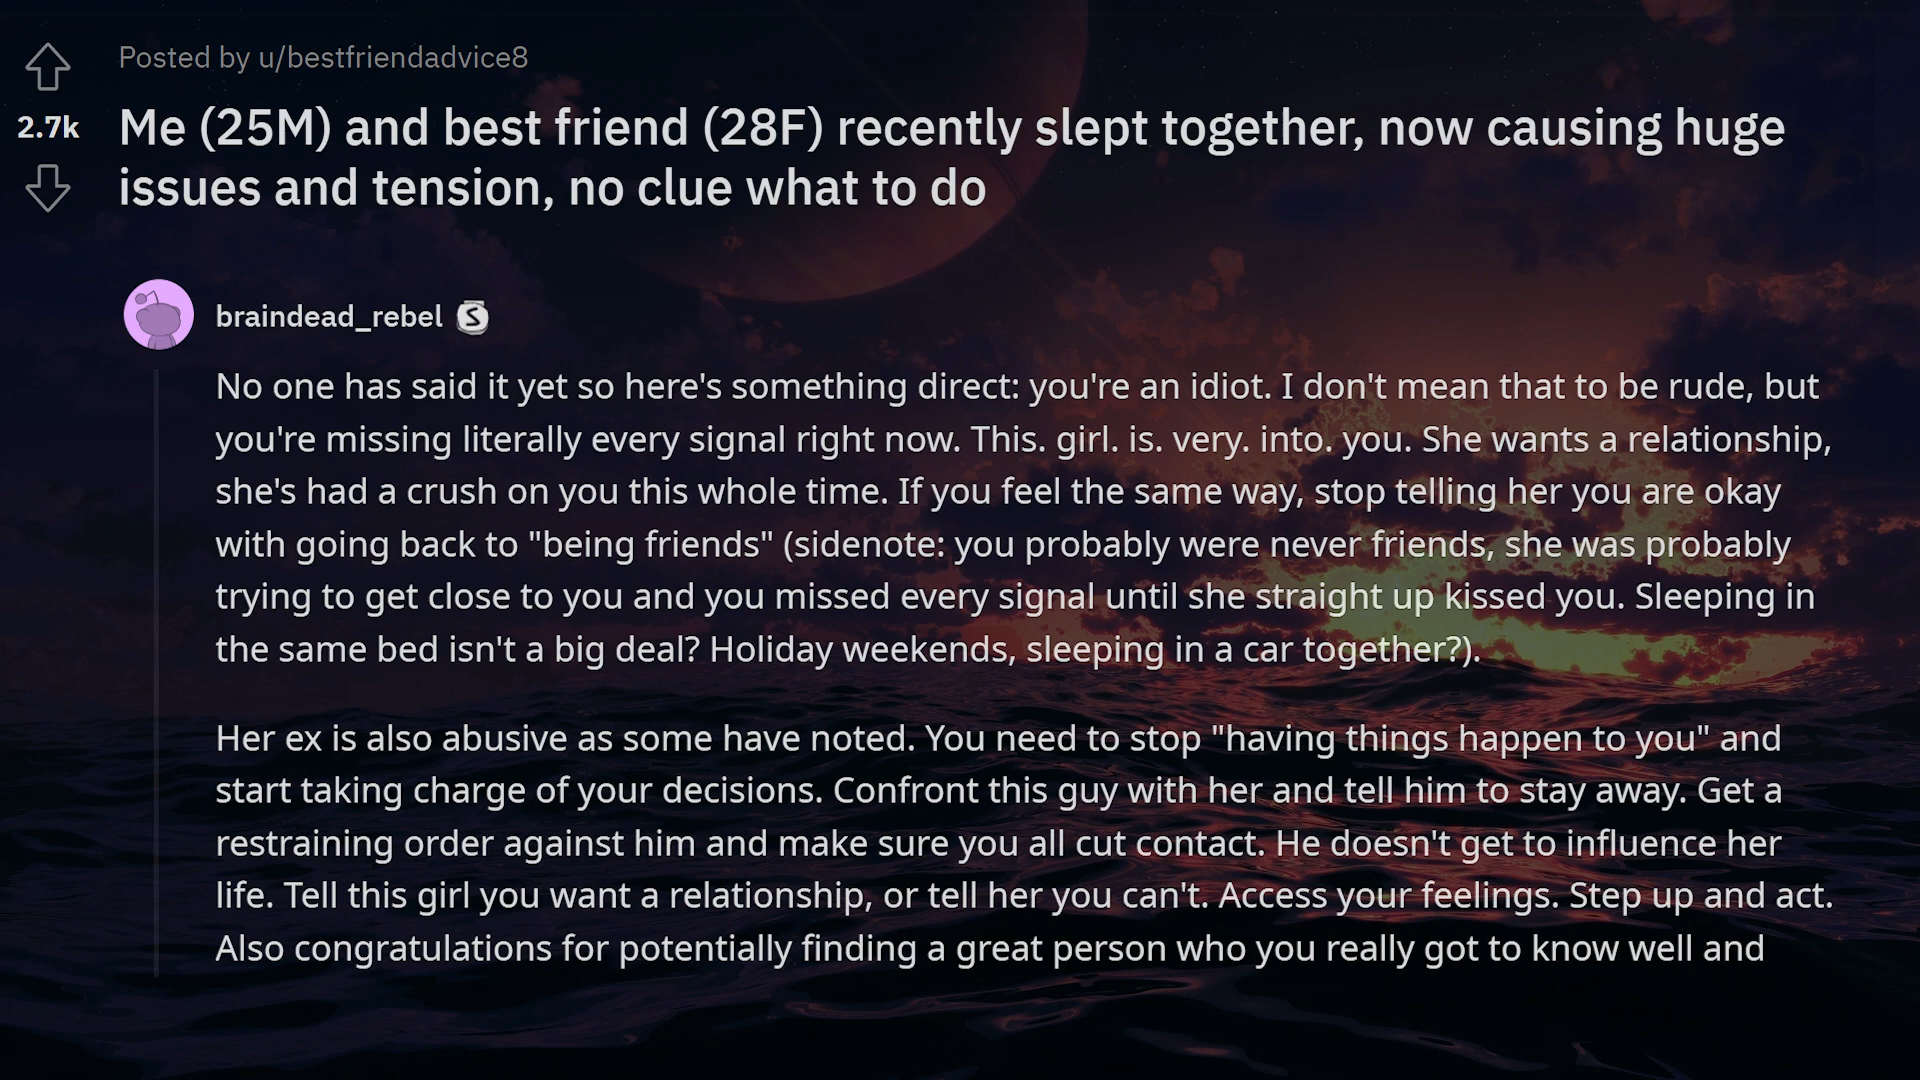 Posted by u/bestfriendadvice8
2.7k
Me (25M) and best friend (28F) recently slept together, now causing huge
issues and tension, no clue what to do
braindead_rebel
No one has said it yet so here's something direct: you're an idiot. I don't mean that to be rude, but
you're missing literally every signal right now. This. girl. is. very. into. you. She wants a relationship,
she's had a crush on you this whole time. If you feel the same way, stop telling her you are okay
with going back to "being friends" (sidenote: you probably were never friends, she was probably
trying to get close to you and you missed every signal until she straight up kissed you. Sleeping in
the same bed isn't a big deal? Holiday weekends, sleeping in a car together?).
Her ex is also abusive as some have noted. You need to stop "having things happen to you" and
start taking charge of your decisions. Confront this guy with her and tell him to stay away. Get a
restraining order against him and make sure you all cut contact. He doesn't get to influence her
life. Tell this girl you want a relationship, or tell her you can't. Access your feelings. Step up and act.
Also congratulations for potentially finding a great person who you really got to know well and